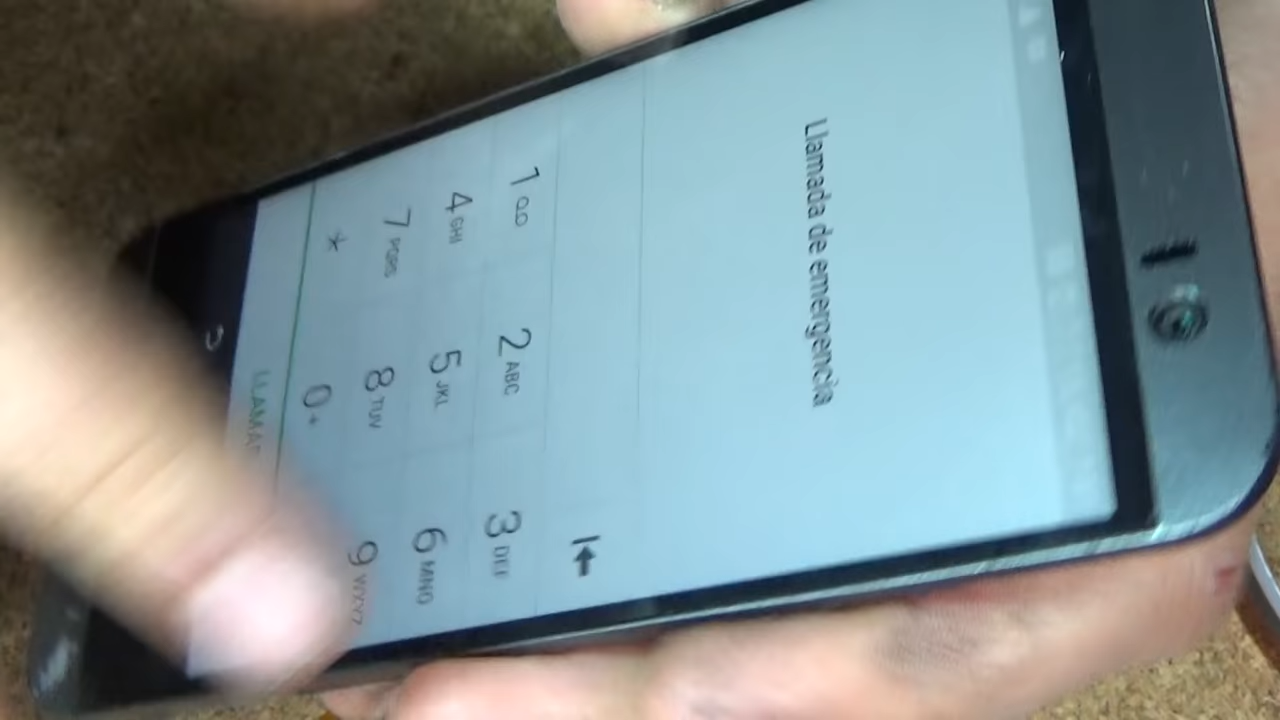 Llamada de emergencia
1 2 ABC 3 DEF
4 GHI 5 JKL 6 MNO
7 PQRS 8 TUV 9 WXYZ
* 0 +